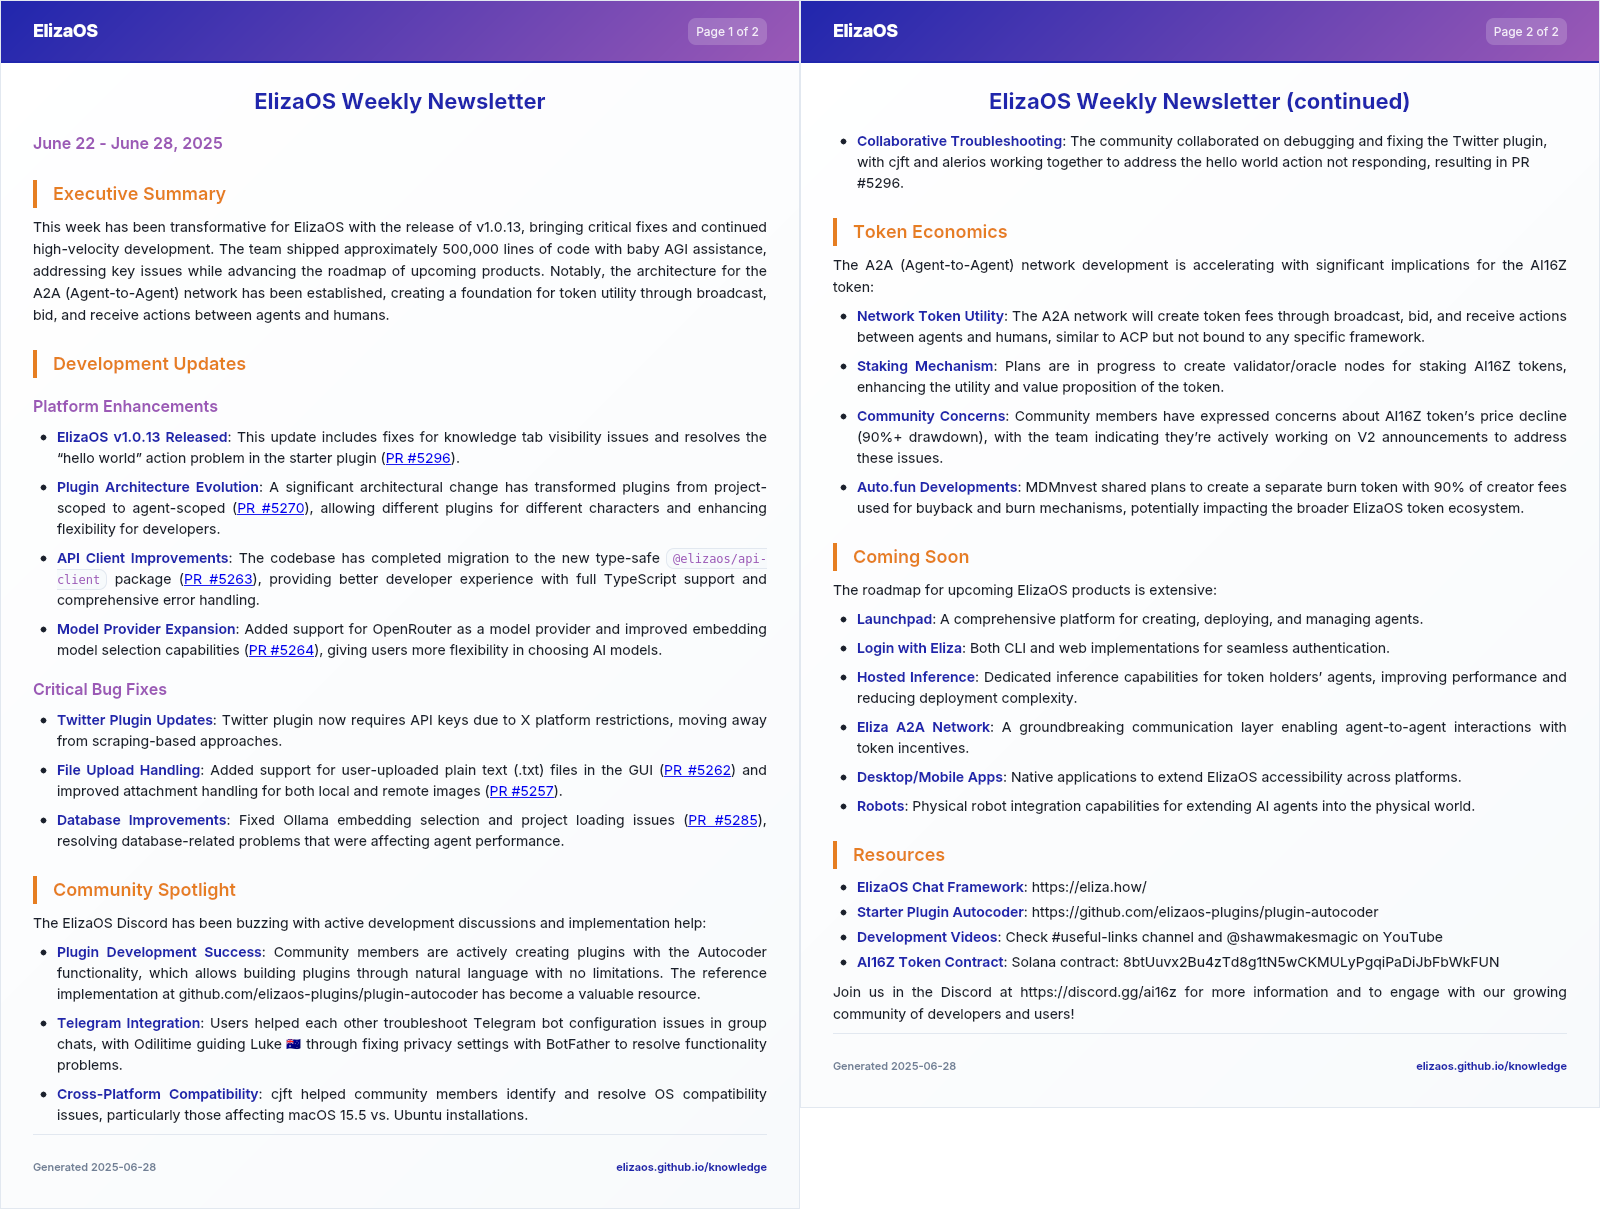 ElizaOS
Page 1 of 2
ElizaOS Weekly Newsletter
June 22 - June 28, 2025
Executive Summary
This week has been transformative for ElizaOS with the release of v1.0.13, bringing critical fixes and continued
high-velocity development. The team shipped approximately 500,000 lines of code with baby AGI assistance,
addressing key issues while advancing the roadmap of upcoming products. Notably, the architecture for the
A2A (Agent-to-Agent) network has been established, creating a foundation for token utility through broadcast,
bid, and receive actions between agents and humans.
Development Updates
Platform Enhancements
• ElizaOS v1.0.13 Released: This update includes fixes for knowledge tab visibility issues and resolves the
“hello world” action problem in the starter plugin (PR #5296).
• Plugin Architecture Evolution: A significant architectural change has transformed plugins from project-
scoped to agent-scoped (PR #5270), allowing different plugins for different characters and enhancing
flexibility for developers.
• API Client Improvements: The codebase has completed migration to the new type-safe @elizaos/api-
client package (PR #5263), providing better developer experience with full TypeScript support and
comprehensive error handling.
• Model Provider Expansion: Added support for OpenRouter as a model provider and improved embedding
model selection capabilities (PR #5264), giving users more flexibility in choosing AI models.
Critical Bug Fixes
• Twitter Plugin Updates: Twitter plugin now requires API keys due to X platform restrictions, moving away
from scraping-based approaches.
• File Upload Handling: Added support for user-uploaded plain text (.txt) files in the GUI (PR #5262) and
improved attachment handling for both local and remote images (PR #5257).
• Database Improvements: Fixed Ollama embedding selection and project loading issues (PR #5285),
resolving database-related problems that were affecting agent performance.
Community Spotlight
The ElizaOS Discord has been buzzing with active development discussions and implementation help:
• Plugin Development Success: Community members are actively creating plugins with the Autocoder
functionality, which allows building plugins through natural language with no limitations. The reference
implementation at github.com/elizaos-plugins/plugin-autocoder has become a valuable resource.
• Telegram Integration: Users helped each other troubleshoot Telegram bot configuration issues in group
chats, with Odilitime guiding Luke 🇦🇺 through fixing privacy settings with BotFather to resolve functionality
problems.
• Cross-Platform Compatibility: cjft helped community members identify and resolve OS compatibility
issues, particularly those affecting macOS 15.5 vs. Ubuntu installations.
Generated 2025-06-28
elizaos.github.io/knowledge
ElizaOS
Page 2 of 2
ElizaOS Weekly Newsletter (continued)
• Collaborative Troubleshooting: The community collaborated on debugging and fixing the Twitter plugin,
with cjft and alerios working together to address the hello world action not responding, resulting in PR
#5296.
Token Economics
The A2A (Agent-to-Agent) network development is accelerating with significant implications for the AI16Z
token:
• Network Token Utility: The A2A network will create token fees through broadcast, bid, and receive actions
between agents and humans, similar to ACP but not bound to any specific framework.
• Staking Mechanism: Plans are in progress to create validator/oracle nodes for staking AI16Z tokens,
enhancing the utility and value proposition of the token.
• Community Concerns: Community members have expressed concerns about AI16Z token’s price decline
(90%+ drawdown), with the team indicating they’re actively working on V2 announcements to address
these issues.
• Auto.fun Developments: MDMnvest shared plans to create a separate burn token with 90% of creator fees
used for buyback and burn mechanisms, potentially impacting the broader ElizaOS token ecosystem.
Coming Soon
The roadmap for upcoming ElizaOS products is extensive:
• Launchpad: A comprehensive platform for creating, deploying, and managing agents.
• Login with Eliza: Both CLI and web implementations for seamless authentication.
• Hosted Inference: Dedicated inference capabilities for token holders’ agents, improving performance and
reducing deployment complexity.
• Eliza A2A Network: A groundbreaking communication layer enabling agent-to-agent interactions with
token incentives.
• Desktop/Mobile Apps: Native applications to extend ElizaOS accessibility across platforms.
• Robots: Physical robot integration capabilities for extending AI agents into the physical world.
Resources
• ElizaOS Chat Framework: https://eliza.how/
• Starter Plugin Autocoder: https://github.com/elizaos-plugins/plugin-autocoder
• Development Videos: Check #useful-links channel and @shawmakesmagic on YouTube
• AI16Z Token Contract: Solana contract: 8btUuvx2Bu4zTd8g1tN5wCKMULyPgqiPaDiJbFbWkFUN
Join us in the Discord at https://discord.gg/ai16z for more information and to engage with our growing
community of developers and users!
Generated 2025-06-28
elizaos.github.io/knowledge